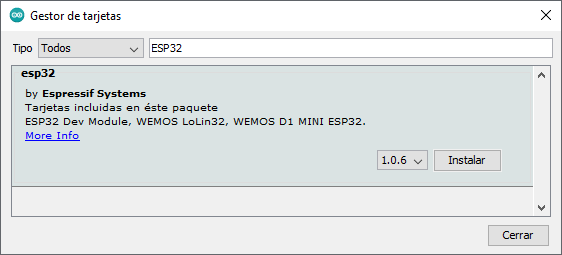 Gestor de tarjetas
Tipo Todos ESP32
esp32
by Espressif Systems
Tarjetas incluidas en éste paquete
ESP32 Dev Module, WEMOS LoLin32, WEMOS D1 MINI ESP32.
More Info
1.0.6 Instalar
Cerrar